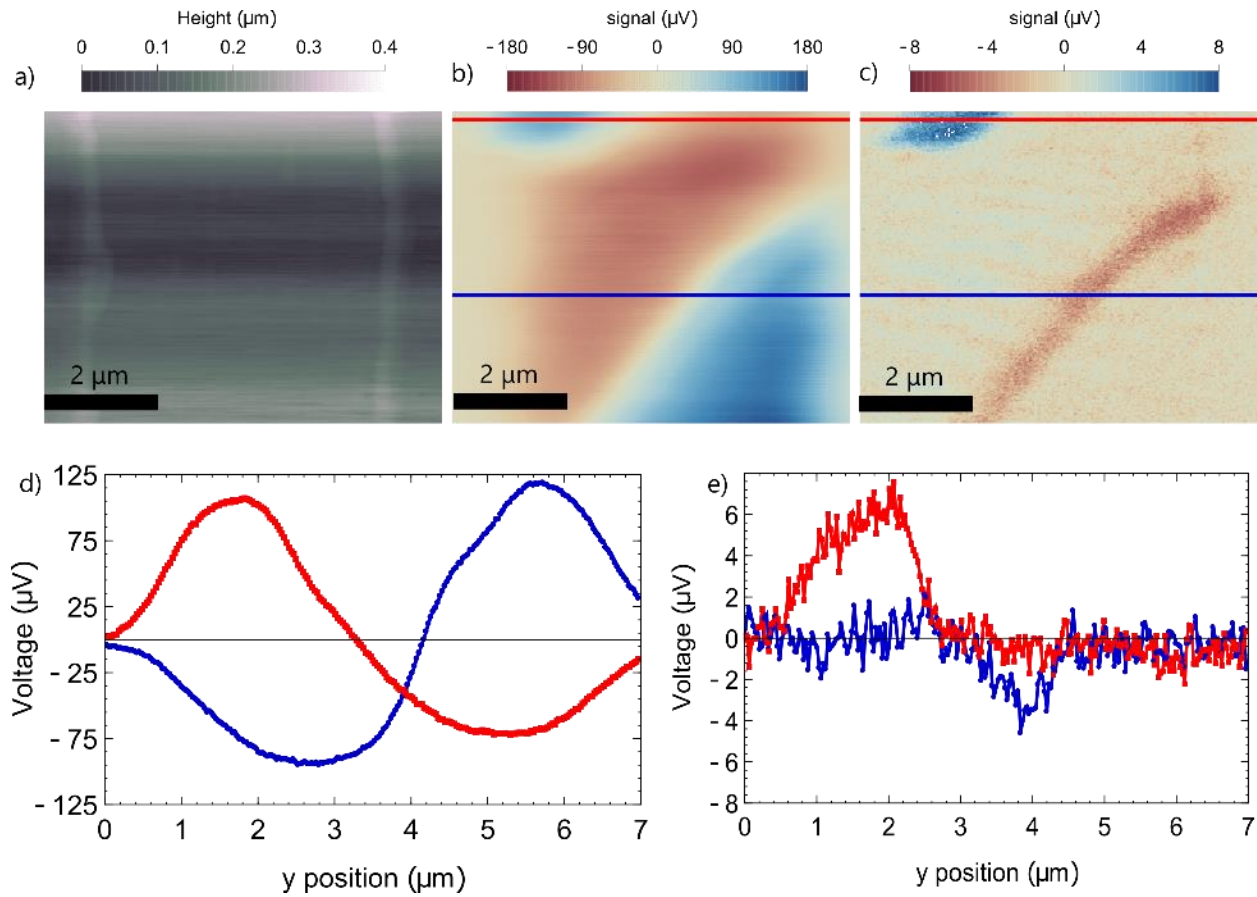 Height (µm)
0 0.1 0.2 0.3 0.4
a)
signal (µV)
-180 -90 0 90 180
b)
signal (µV)
-8 -4 0 4 8
c)
2 µm
2 µm
2 µm
d)
125
75
25
-25
-75
-125
Voltage (µV)
0 1 2 3 4 5 6 7
y position (µm)
e)
6
4
2
0
-2
-4
-6
-8
Voltage (µV)
0 1 2 3 4 5 6 7
y position (µm)